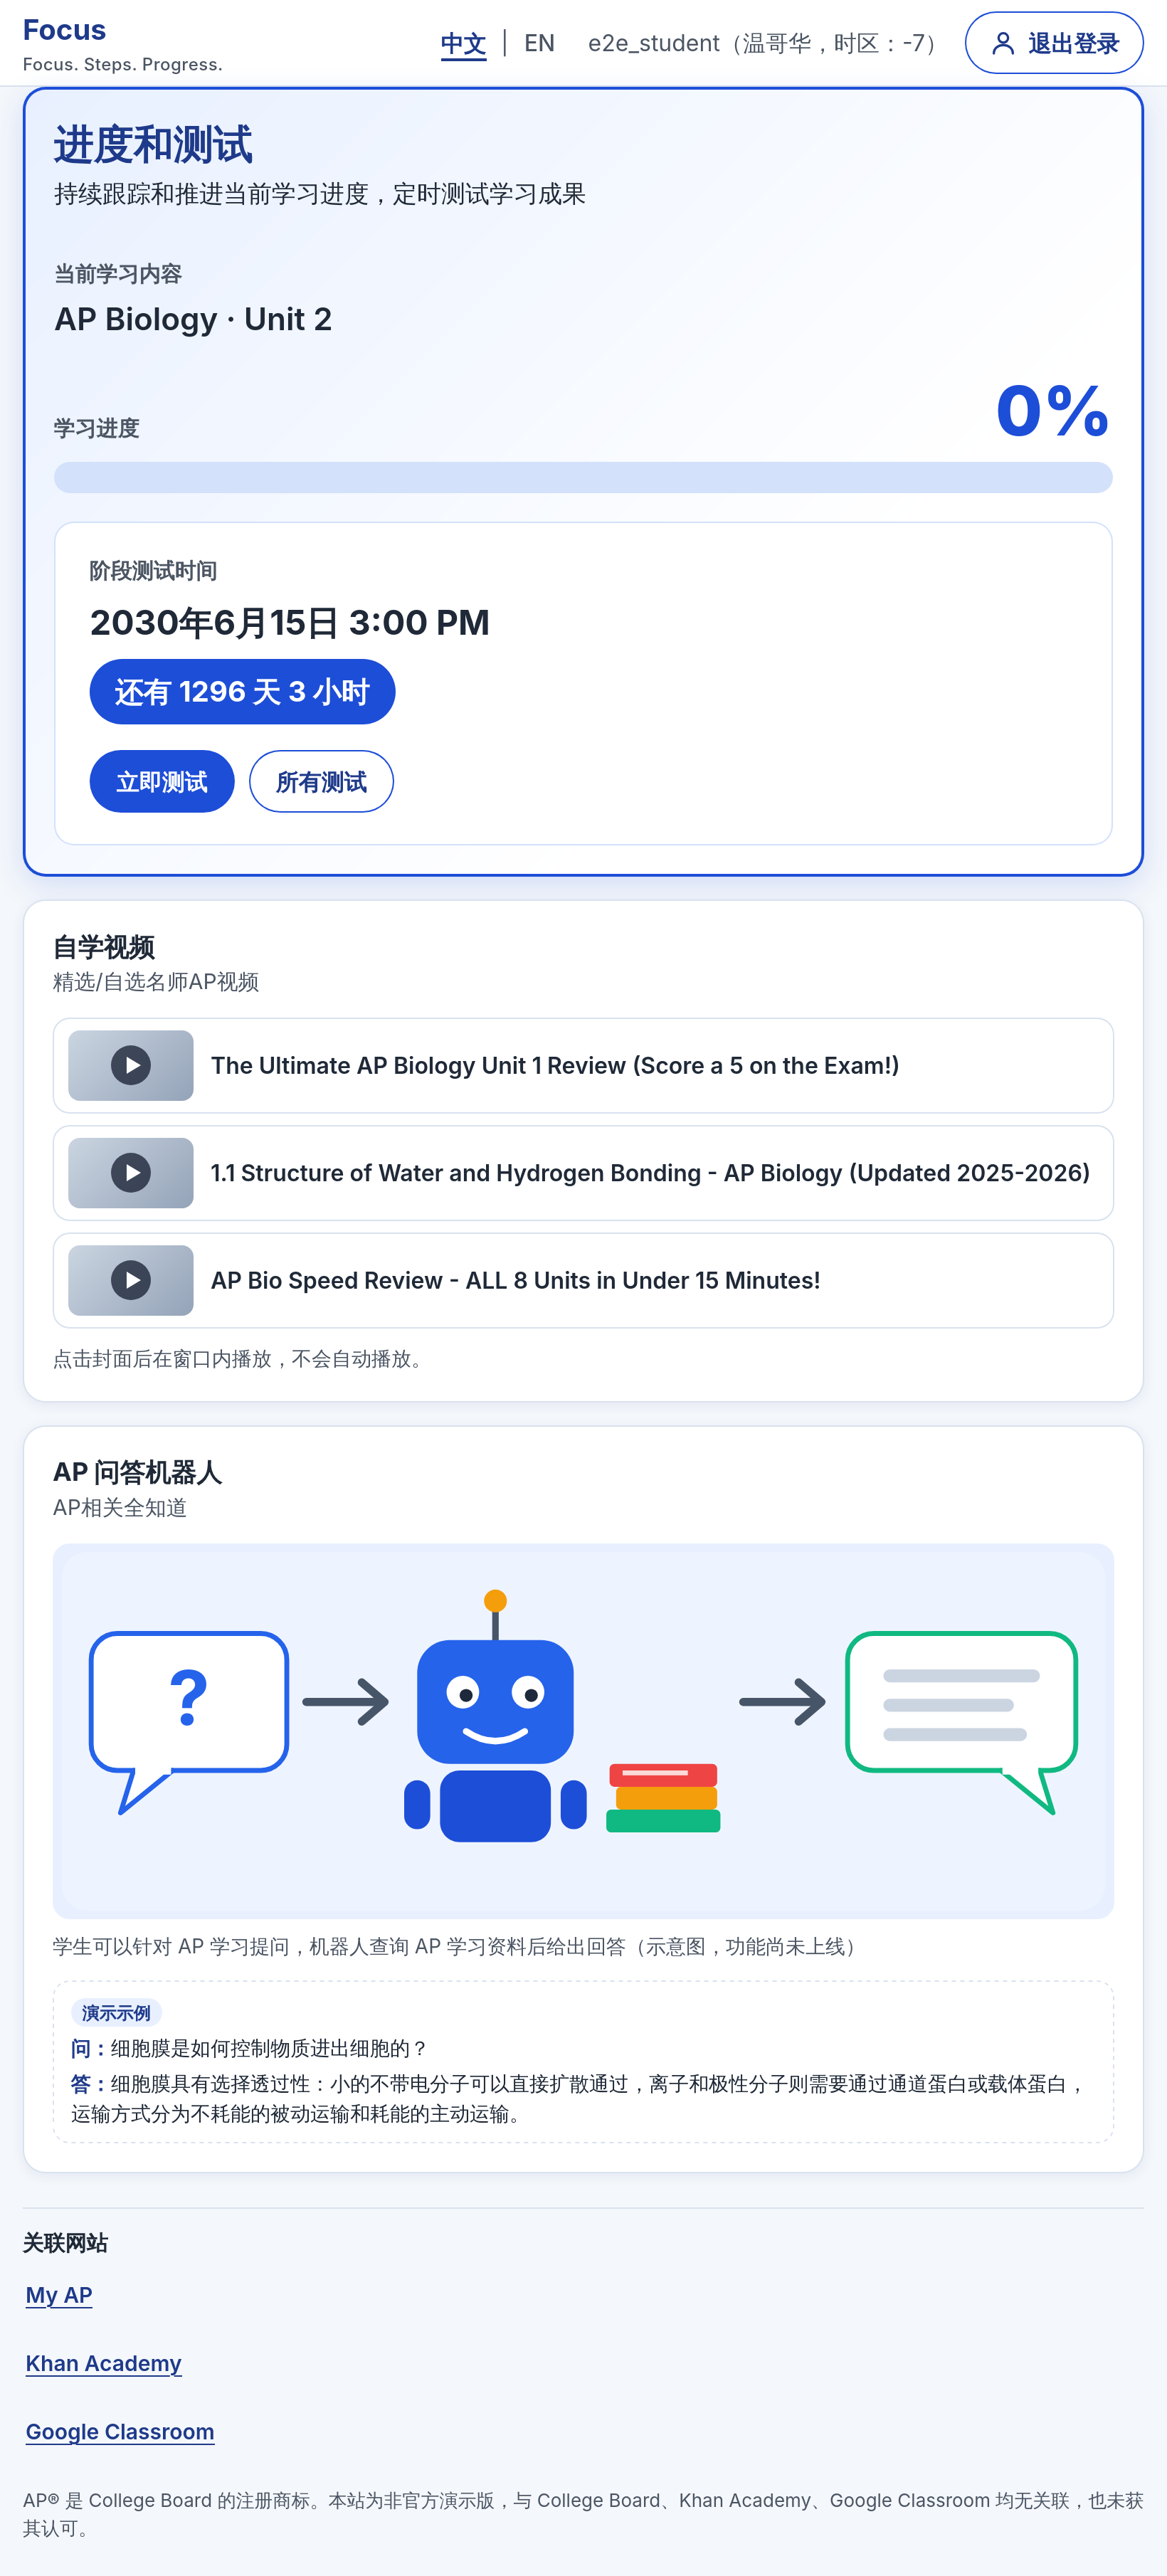 Focus
Focus. Steps. Progress.
中文 | EN e2e_student（温哥华，时区：-7） 退出登录
进度和测试
持续跟踪和推进当前学习进度，定时测试学习成果
当前学习内容
AP Biology · Unit 2
学习进度 0%
阶段测试时间
2030年6月15日 3:00 PM
还有 1296 天 3 小时
立即测试 所有测试
自学视频
精选/自选名师AP视频
The Ultimate AP Biology Unit 1 Review (Score a 5 on the Exam!)
1.1 Structure of Water and Hydrogen Bonding - AP Biology (Updated 2025-2026)
AP Bio Speed Review - ALL 8 Units in Under 15 Minutes!
点击封面后在窗口内播放，不会自动播放。
AP 问答机器人
AP相关全知道
?
学生可以针对 AP 学习提问，机器人查询 AP 学习资料后给出回答（示意图，功能尚未上线）
演示示例
问：细胞膜是如何控制物质进出细胞的？
答：细胞膜具有选择透过性：小的不带电分子可以直接扩散通过，离子和极性分子则需要通过通道蛋白或载体蛋白，
运输方式分为不耗能的被动运输和耗能的主动运输。
关联网站
My AP
Khan Academy
Google Classroom
AP® 是 College Board 的注册商标。本站为非官方演示版，与 College Board、Khan Academy、Google Classroom 均无关联，也未获
其认可。